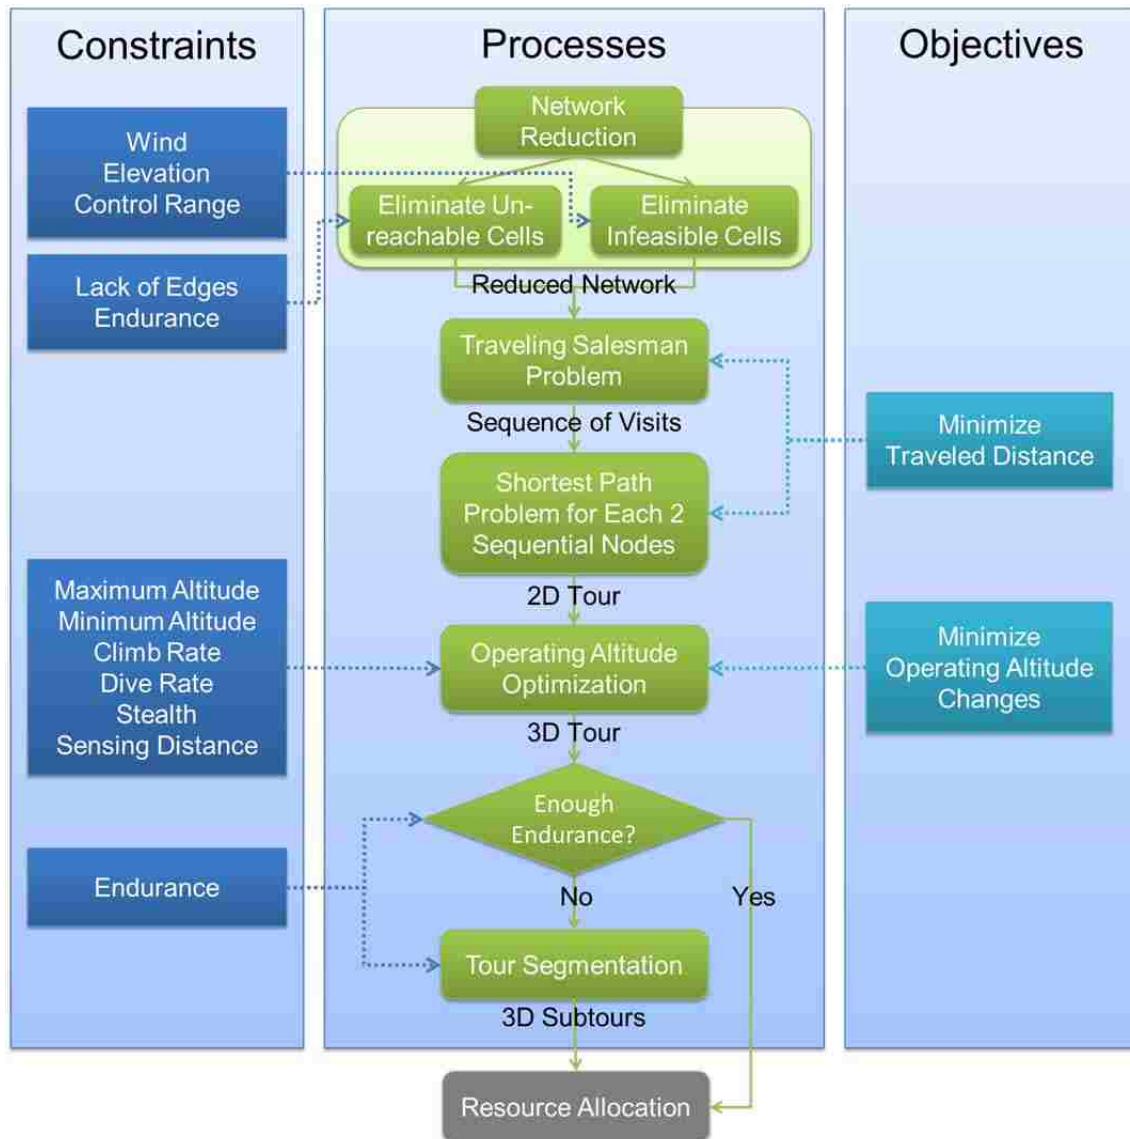 Constraints
Processes
Objectives
Wind
Elevation
Control Range
Lack of Edges
Endurance
Network
Reduction
Eliminate Un-
reachable Cells
Eliminate
Infeasible Cells
Reduced Network
Traveling Salesman
Problem
Sequence of Visits
Minimize
Traveled Distance
Shortest Path
Problem for Each 2
Sequential Nodes
2D Tour
Maximum Altitude
Minimum Altitude
Climb Rate
Dive Rate
Stealth
Sensing Distance
Operating Altitude
Optimization
Minimize
Operating Altitude
Changes
3D Tour
Enough
Endurance?
Endurance
No
Yes
Tour Segmentation
3D Subtours
Resource Allocation